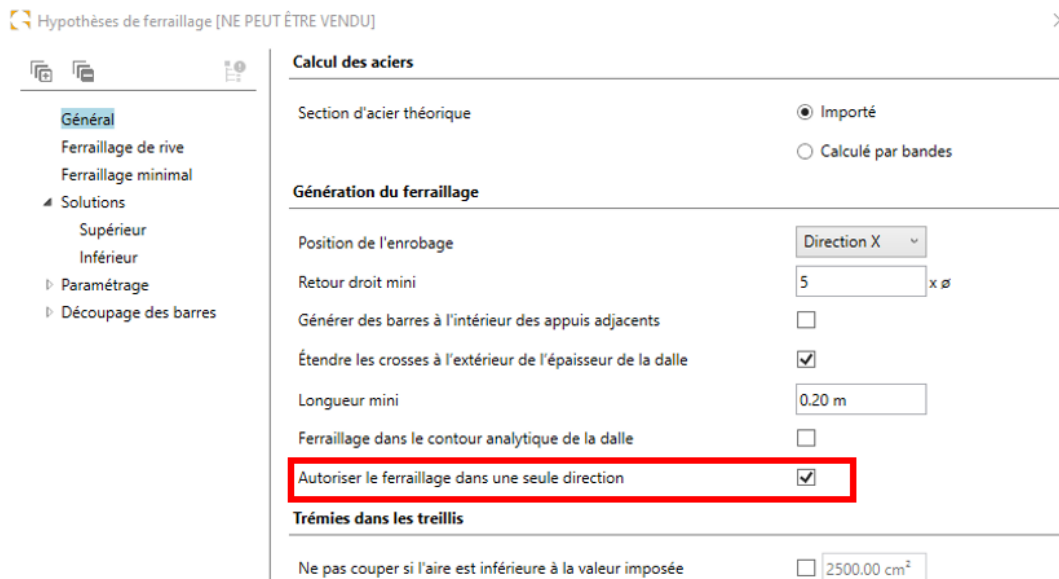 Hypothèses de ferraillage [NE PEUT ÊTRE VENDU]
Général
Ferraillage de rive
Ferraillage minimal
Solutions
Supérieur
Inférieur
Paramétrage
Découpage des barres
Calcul des aciers
Section d'acier théorique
Importé
Calculé par bandes
Génération du ferraillage
Position de l'enrobage Direction X
Retour droit mini 5 x ø
Générer des barres à l'intérieur des appuis adjacents
Étendre les crosses à l'extérieur de l'épaisseur de la dalle
Longueur mini 0.20 m
Ferraillage dans le contour analytique de la dalle
Autoriser le ferraillage dans une seule direction
Trémies dans les treillis
Ne pas couper si l'aire est inférieure à la valeur imposée 2500.00 cm²